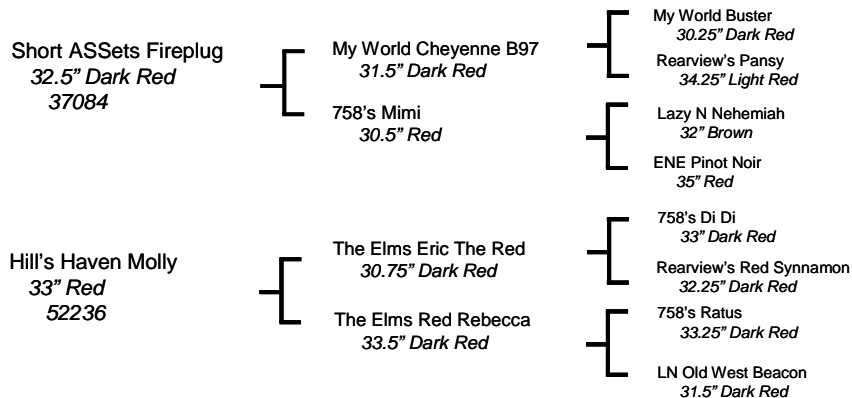 Short ASSets Fireplug
32.5" Dark Red
37084
My World Cheyenne B97
31.5" Dark Red
758's Mimi
30.5" Red
My World Buster
30.25" Dark Red
Rearview's Pansy
34.25" Light Red
Lazy N Nehemiah
32" Brown
ENE Pinot Noir
35" Red
Hill's Haven Molly
33" Red
52236
The Elms Eric The Red
30.75" Dark Red
The Elms Red Rebecca
33.5" Dark Red
758's Di Di
33" Dark Red
Rearview's Red Synnamon
32.25" Dark Red
758's Ratus
33.25" Dark Red
LN Old West Beacon
31.5" Dark Red